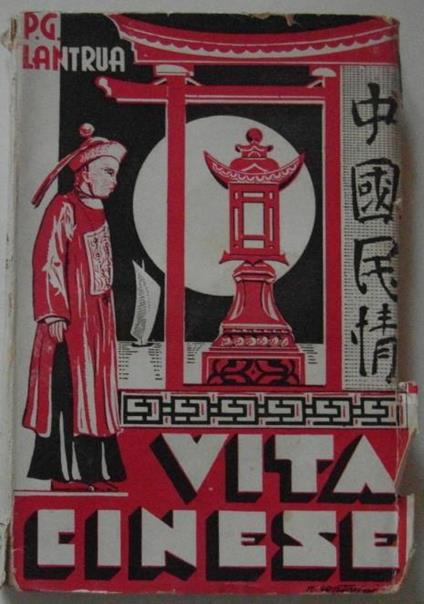 P.G.
LANTRUA
中國民情
VITA
CINESE